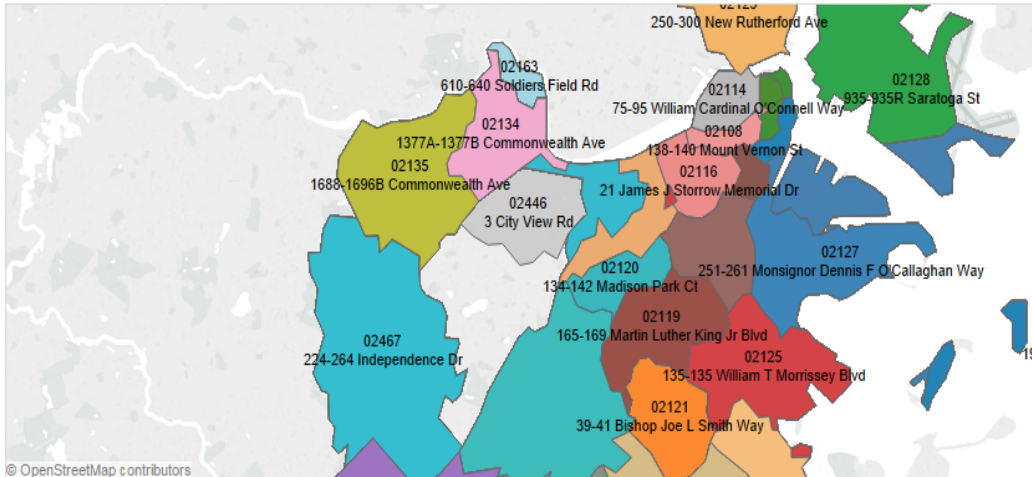 02129
250-300 New Rutherford Ave
02163
610-640 Soldiers Field Rd
02128
935-935R Saratoga St
02114
75-95 William Cardinal O'Connell Way
02134
1377A-1377B Commonwealth Ave
02108
138-140 Mount Vernon St
02135
1688-1696B Commonwealth Ave
02116
21 James J Storrow Memorial Dr
02446
3 City View Rd
02127
251-261 Monsignor Dennis F O'Callaghan Way
02120
134-142 Madison Park Ct
02119
165-169 Martin Luther King Jr Blvd
02467
224-264 Independence Dr
02125
135-135 William T Morrissey Blvd
02121
39-41 Bishop Joe L Smith Way
© OpenStreetMap contributors